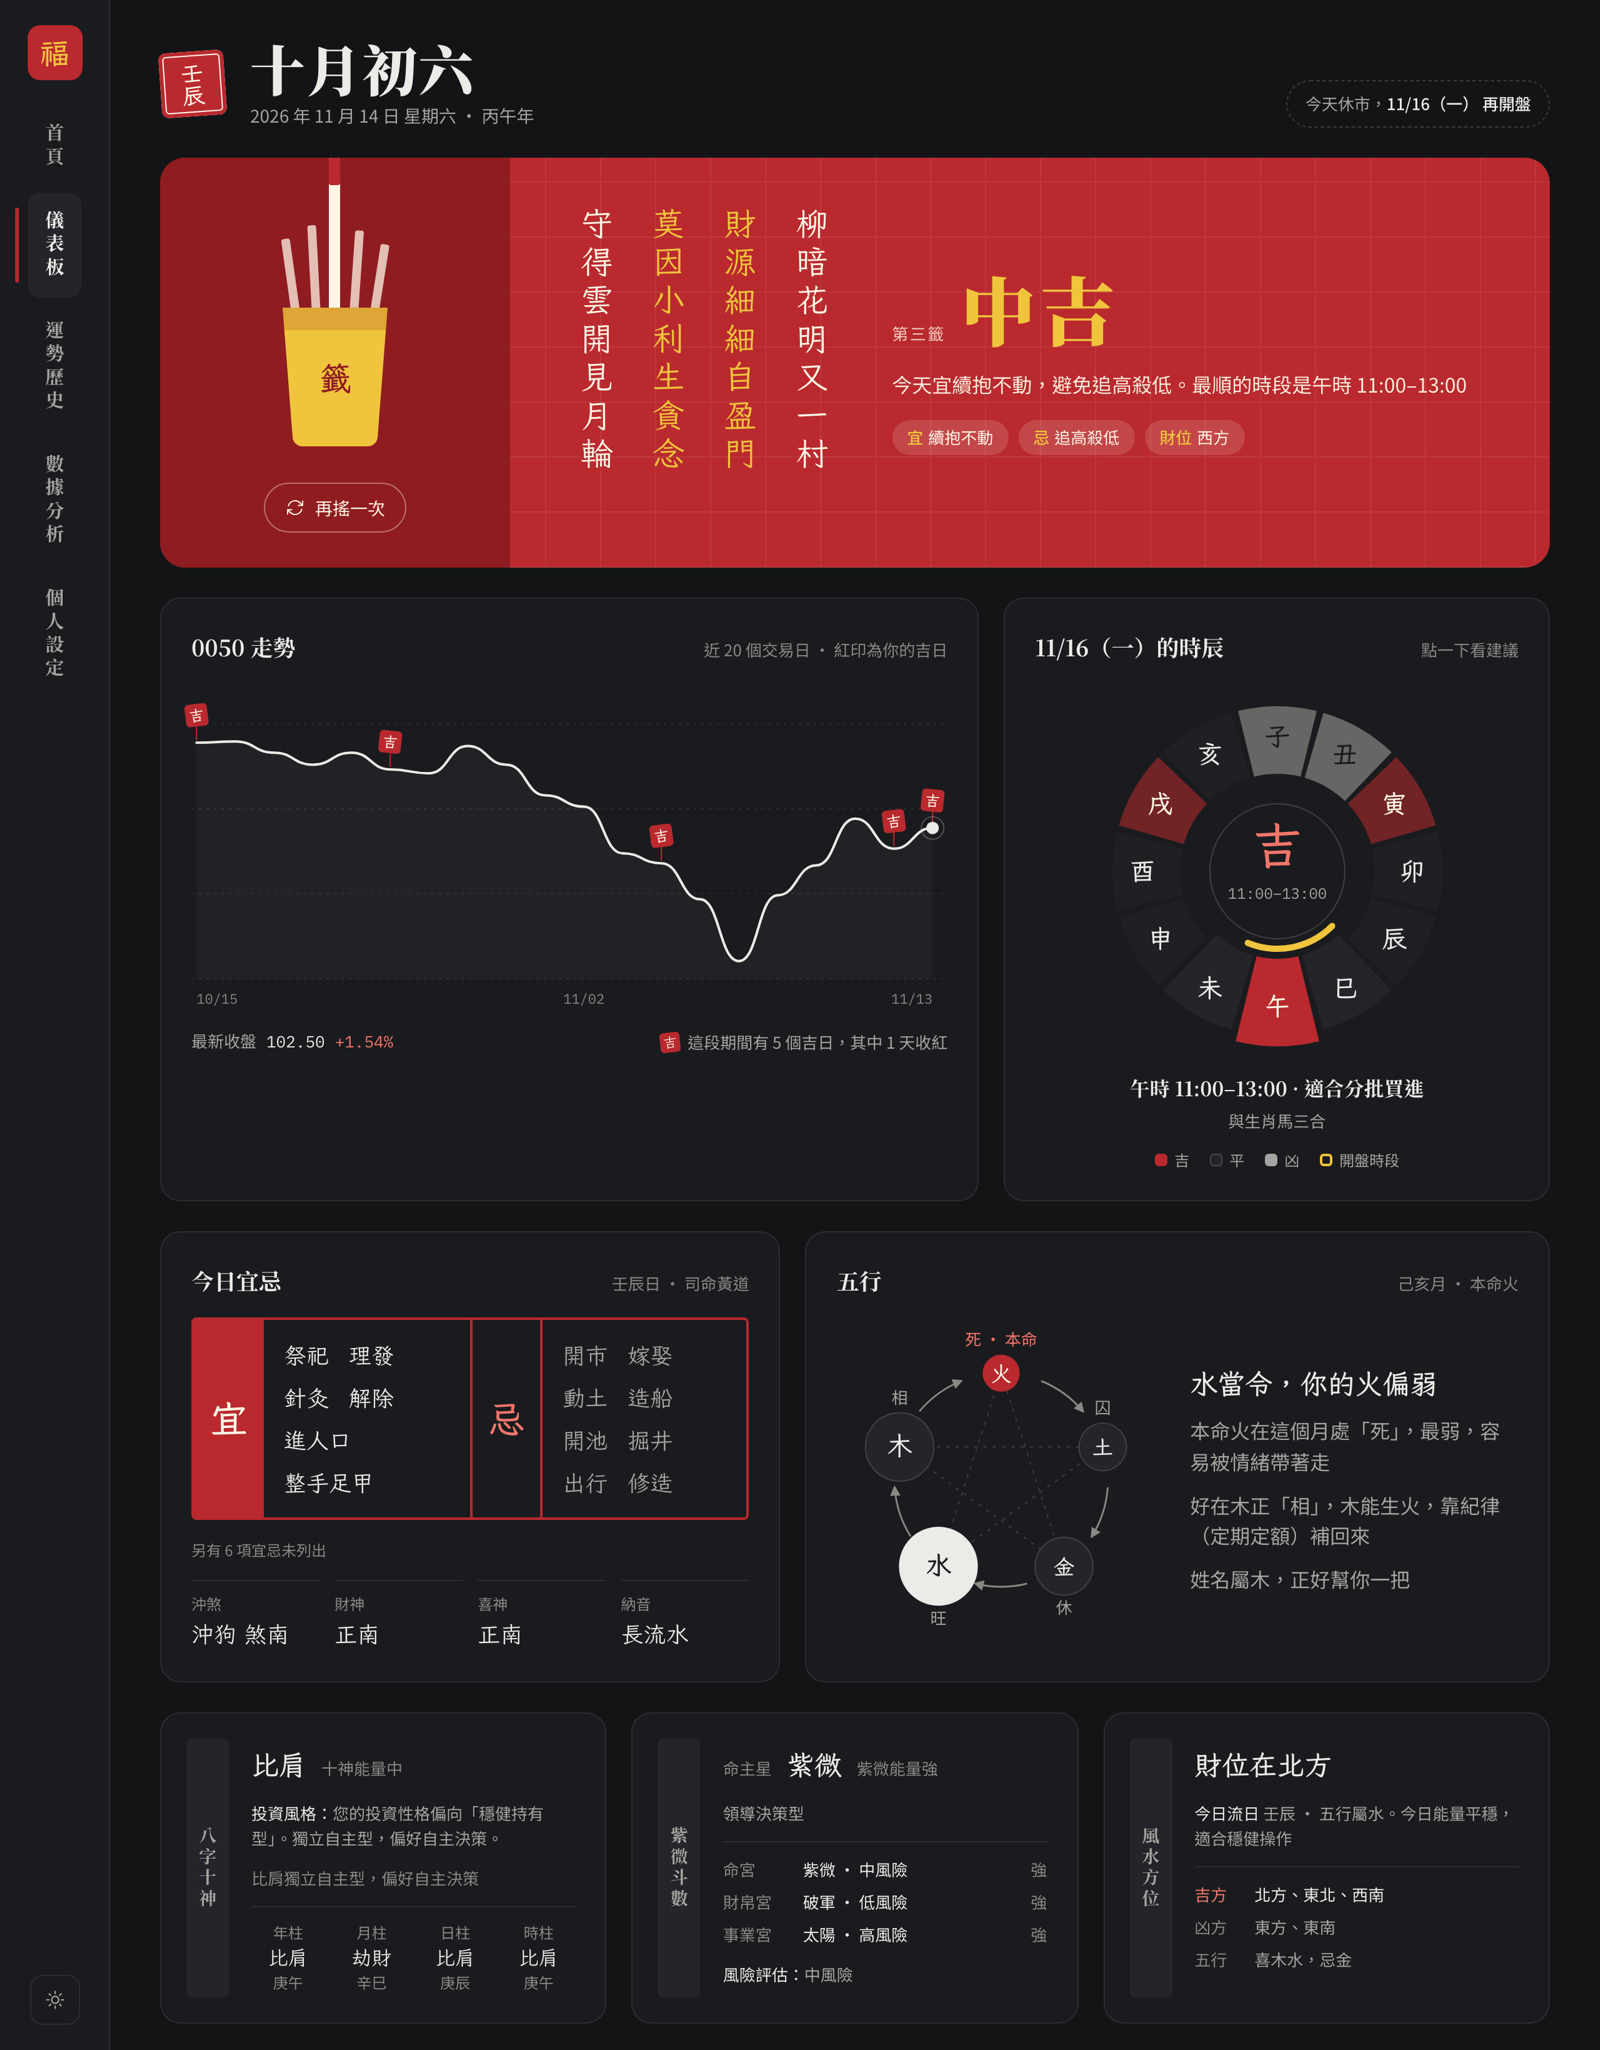 福
首頁
儀表板
運勢歷史
數據分析
個人設定
壬辰
十月初六
2026 年 11 月 14 日 星期六 · 丙午年
今天休市，11/16（一） 再開盤
籤
再搖一次
柳暗花明又一村
財源細細自盈門
莫因小利生貪念
守得雲開見月輪
第三籤 中吉
今天宜續抱不動，避免追高殺低。最順的時段是午時 11:00–13:00
宜 續抱不動 忌 追高殺低 財位 西方
0050 走勢
近 20 個交易日 · 紅印為你的吉日
吉
吉
吉
吉
吉
10/15 11/02 11/13
最新收盤 102.50 +1.54%
吉 這段期間有 5 個吉日，其中 1 天收紅
11/16（一）的時辰
點一下看建議
子
丑
寅
卯
辰
巳
午
未
申
酉
戌
亥
吉
11:00–13:00
午時 11:00–13:00 · 適合分批買進
與生肖馬三合
吉 平 凶 開盤時段
今日宜忌
壬辰日 · 司命黃道
宜
祭祀 理發
針灸 解除
進人口
整手足甲
忌
開市 嫁娶
動土 造船
開池 掘井
出行 修造
另有 6 項宜忌未列出
沖煞 財神 喜神 納音
沖狗 煞南 正南 正南 長流水
五行
己亥月 · 本命火
死 · 本命
火
囚
土
金
休
水
旺
相
木
水當令，你的火偏弱
本命火在這個月處「死」，最弱，容
易被情緒帶著走
好在木正「相」，木能生火，靠紀律
（定期定額）補回來
姓名屬木，正好幫你一把
八字十神
比肩 十神能量中
投資風格：您的投資性格偏向「穩健持有
型」。獨立自主型，偏好自主決策。
比肩獨立自主型，偏好自主決策
年柱 月柱 日柱 時柱
比肩 劫財 比肩 比肩
庚午 辛巳 庚辰 庚午
紫微斗數
命主星 紫微 紫微能量強
領導決策型
命宮 紫微 · 中風險 強
財帛宮 破軍 · 低風險 強
事業宮 太陽 · 高風險 強
風險評估：中風險
風水方位
財位在北方
今日流日 壬辰 · 五行屬水。今日能量平穩，
適合穩健操作
吉方 北方、東北、西南
凶方 東方、東南
五行 喜木水，忌金